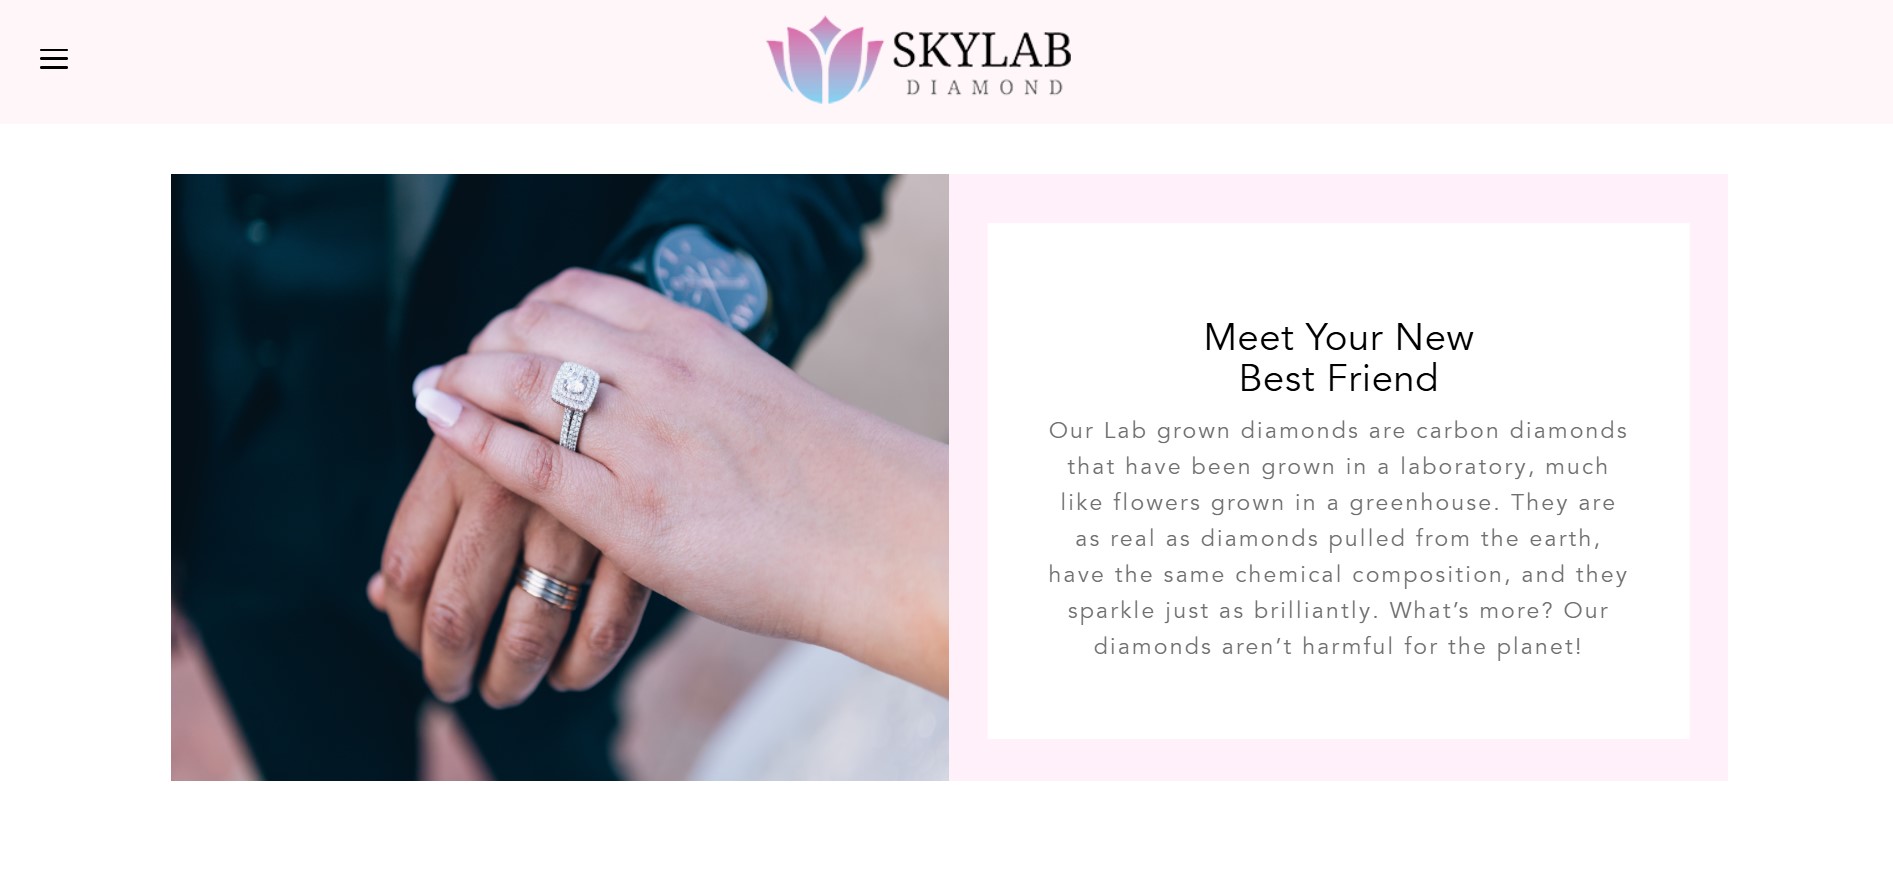 SKYLAB
DIAMOND
Meet Your New
Best Friend
Our Lab grown diamonds are carbon diamonds
that have been grown in a laboratory, much
like flowers grown in a greenhouse. They are
as real as diamonds pulled from the earth,
have the same chemical composition, and they
sparkle just as brilliantly. What’s more? Our
diamonds aren’t harmful for the planet!